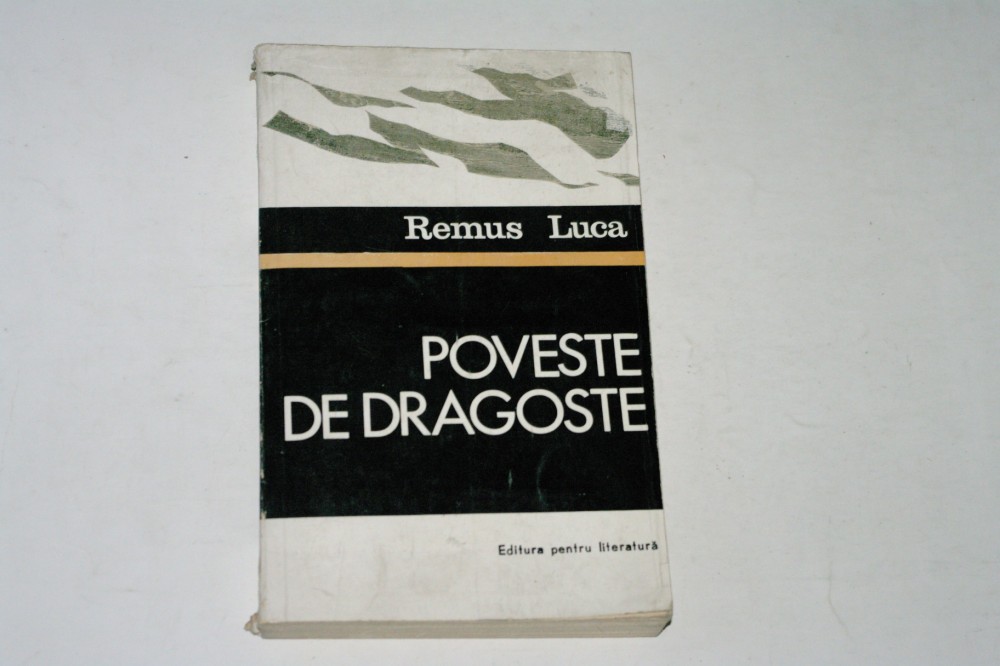 Remus Luca
POVESTE
DE DRAGOSTE
Editura pentru literatură